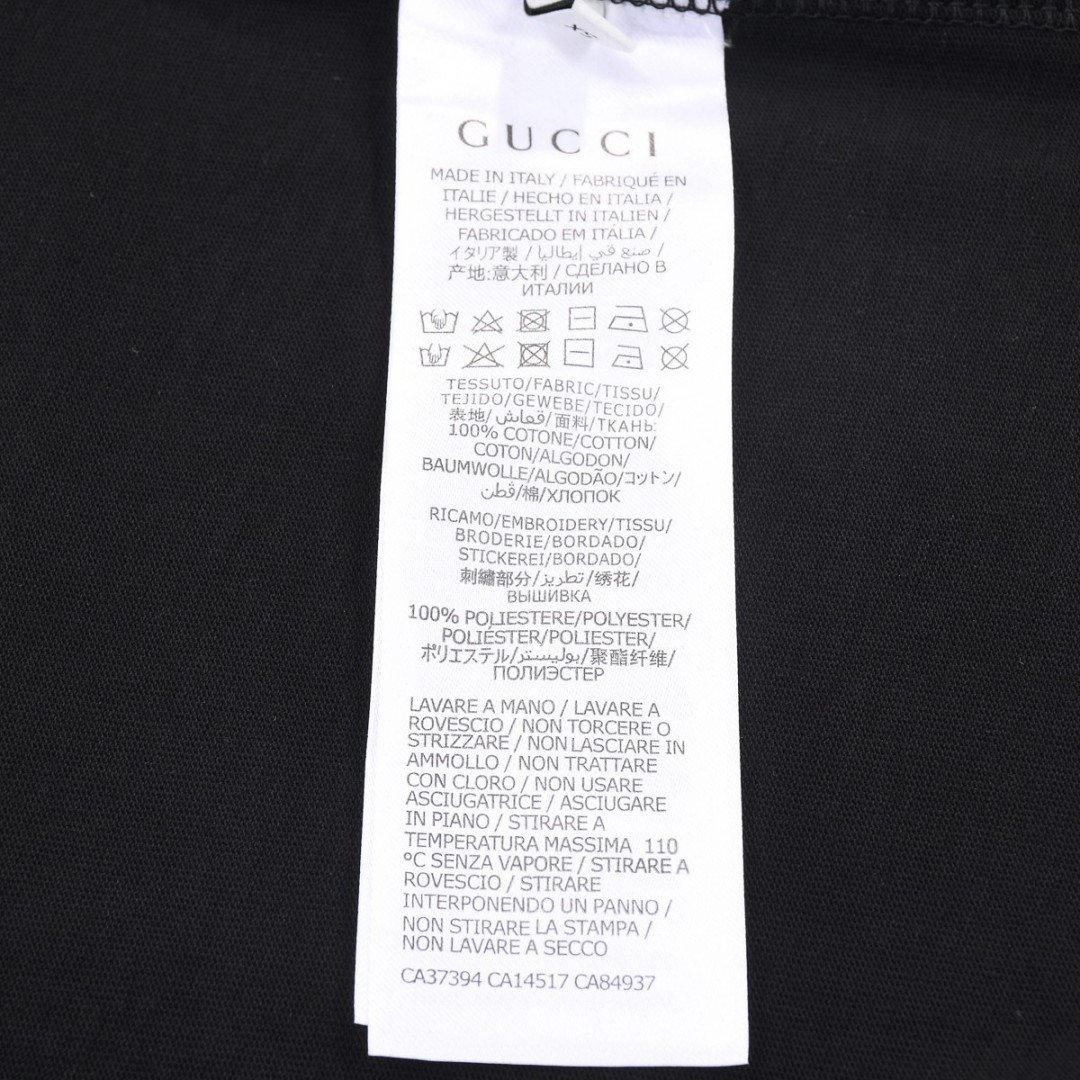 XS
GUCCI
MADE IN ITALY / FABRIQUÉ EN
ITALIE / HECHO EN ITALIA /
HERGESTELLT IN ITALIEN /
FABRICADO EM ITÁLIA /
イタリア製 / صنع في إيطاليا /
产地:意大利 / СДЕЛАНО В
ИТАЛИИ
TESSUTO/FABRIC/TISSU/
TEJIDO/GEWEBE/TECIDO/
表地/قماش/面料/ТКАНЬ:
100% COTONE/COTTON/
COTON/ALGODON/
BAUMWOLLE/ALGODÃO/コットン/
قطن/棉/ХЛОПОК
RICAMO/EMBROIDERY/TISSU/
BRODERIE/BORDADO/
STICKEREI/BORDADO/
刺繍部分/تطريز/绣花/
ВЫШИВКА
100% POLIESTERE/POLYESTER/
POLIÉSTER/POLIESTER/
ポリエステル/بوليستر/聚酯纤维/
ПОЛИЭСТЕР
LAVARE A MANO / LAVARE A
ROVESCIO / NON TORCERE O
STRIZZARE / NON LASCIARE IN
AMMOLLO / NON TRATTARE
CON CLORO / NON USARE
ASCIUGATRICE / ASCIUGARE
IN PIANO / STIRARE A
TEMPERATURA MASSIMA 110
°C SENZA VAPORE / STIRARE A
ROVESCIO / STIRARE
INTERPONENDO UN PANNO /
NON STIRARE LA STAMPA /
NON LAVARE A SECCO
CA37394 CA14517 CA84937